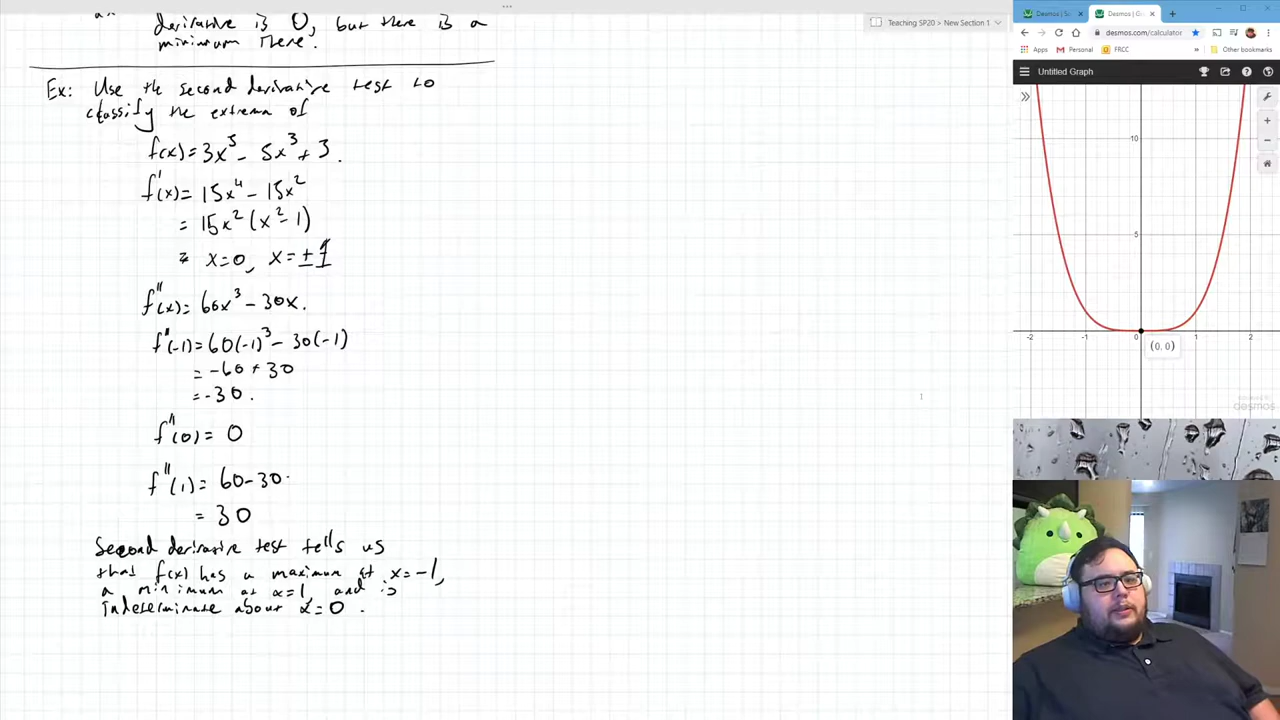 derivative is 0, but there is a
minimum there.
Ex: Use the second derivative test to
classify the extrema of
f(x) = 3x⁵ - 5x³ + 3.
f'(x) = 15x⁴ - 15x²
= 15x² (x² - 1)
x = 0, x = ±1
f''(x) = 60x³ - 30x.
f''(-1) = 60(-1)³ - 30(-1)
= -60 + 30
= -30.
f''(0) = 0
f''(1) = 60 - 30.
= 30
Second derivative test tells us
that f(x) has a maximum at x = -1,
a minimum at x = 1, and is
indeterminate about x = 0.
Teaching SP20 > New Section 1
1
Desmos | Desmos | G
desmos.com/calculator
Apps Personal FRCC » Other bookmarks
Untitled Graph
10
5
-2 -1 0 1 2
(0, 0)
desmos